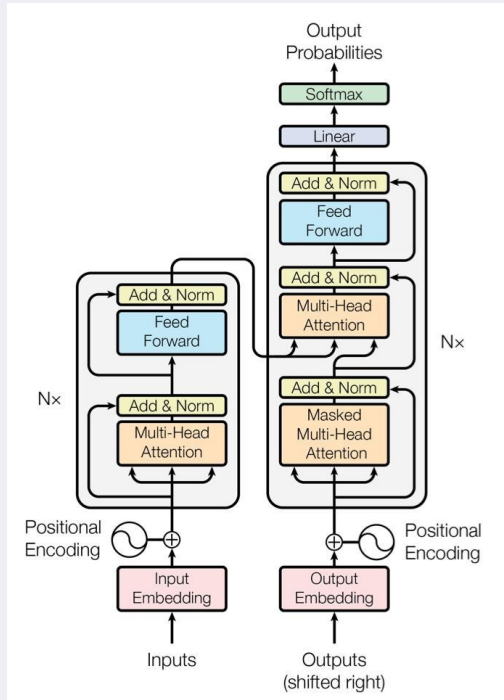 Output
Probabilities
Softmax
Linear
Add & Norm
Feed
Forward
Add & Norm
Multi-Head
Attention
Add & Norm
Masked
Multi-Head
Attention
Nx
Add & Norm
Feed
Forward
Add & Norm
Multi-Head
Attention
Nx
Positional
Encoding
Positional
Encoding
Input
Embedding
Output
Embedding
Inputs
Outputs
(shifted right)